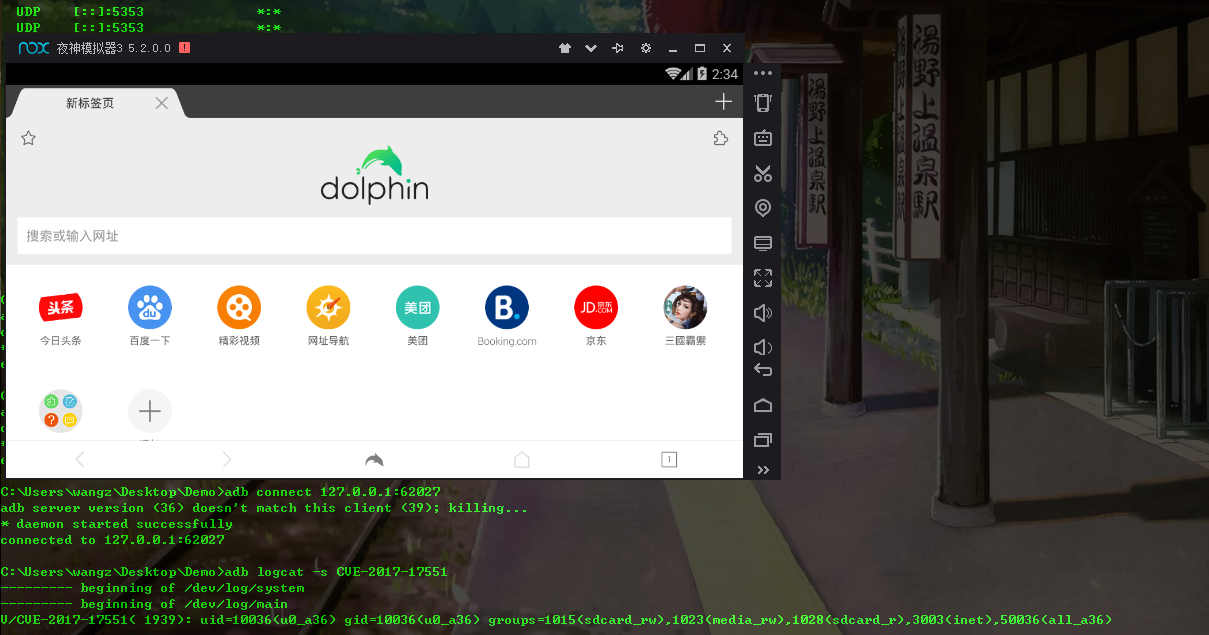 UDP [::]:5353 *:*
UDP [::]:5353 *:*
nox 夜神模拟器3 5.2.0.0
2:34
新标签页
dolphin
搜索或输入网址
头条
du
美团
B.
JD京东
.COM
今日头条
百度一下
精彩视频
网址导航
美团
Booking.com
京东
三國霸業
1
湯野上温泉駅
湯野上温泉駅
C:\Users\wangz\Desktop\Demo>adb connect 127.0.0.1:62027
adb server version (36) doesn't match this client (39); killing...
* daemon started successfully
connected to 127.0.0.1:62027
C:\Users\wangz\Desktop\Demo>adb logcat -s CVE-2017-17551
--------- beginning of /dev/log/system
--------- beginning of /dev/log/main
V/CVE-2017-17551( 1939): uid=10036(u0_a36) gid=10036(u0_a36) groups=1015(sdcard_rw),1023(media_rw),1028(sdcard_r),3003(inet),50036(all_a36)